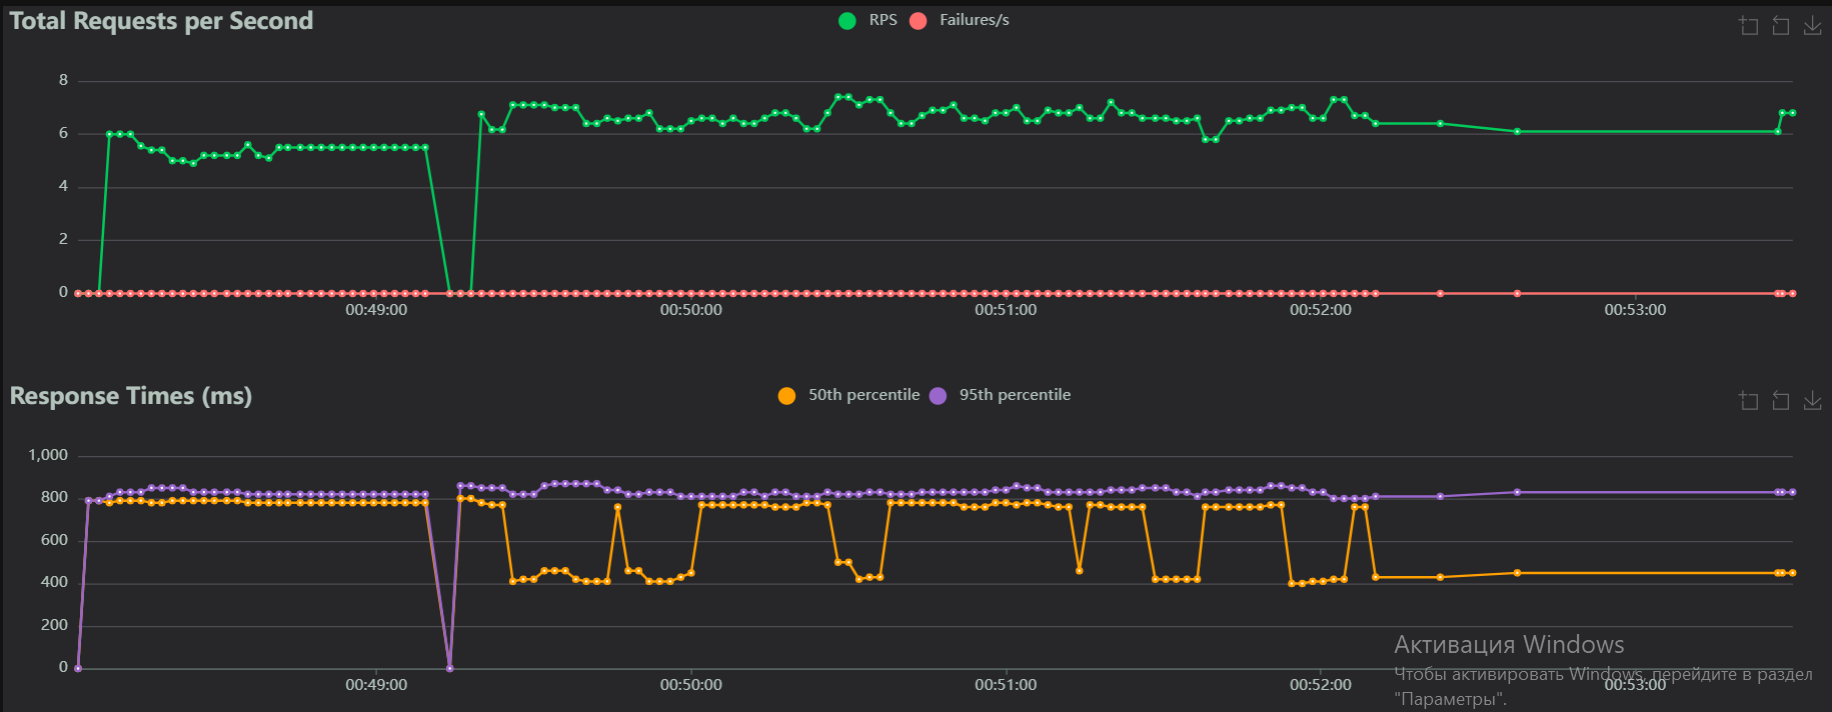 Total Requests per Second
RPS Failures/s
8
6
4
2
0
00:49:00 00:50:00 00:51:00 00:52:00 00:53:00
Response Times (ms)
50th percentile 95th percentile
1,000
800
600
400
200
0
00:49:00 00:50:00 00:51:00 00:52:00 00:53:00
Активация Windows
Чтобы активировать Windows, перейдите в раздел
"Параметры".